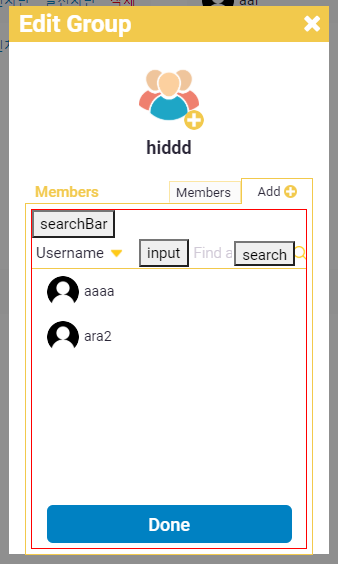 Edit Group
hiddd
Members
Members
Add
searchBar
Username
input
Find a
search
aaaa
ara2
Done